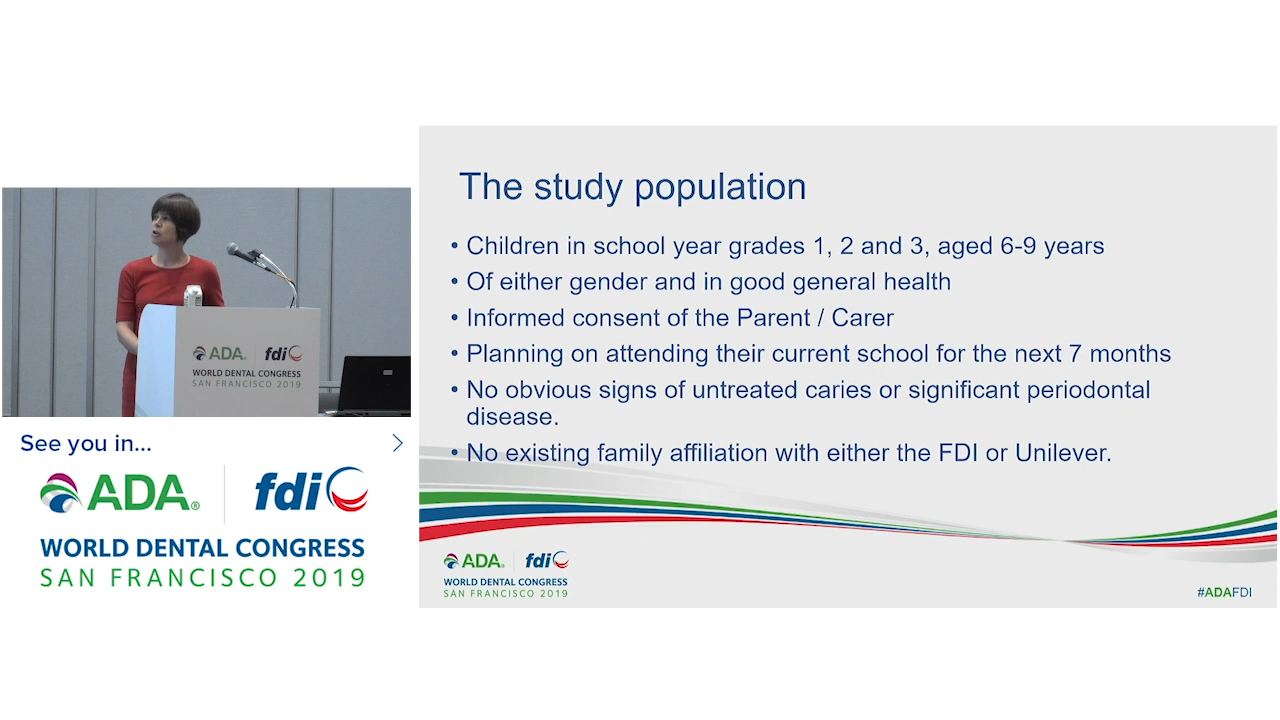 ADA. fdi
WORLD DENTAL CONGRESS
SAN FRANCISCO 2019
See you in...
ADA® fdi
WORLD DENTAL CONGRESS
SAN FRANCISCO 2019
The study population
• Children in school year grades 1, 2 and 3, aged 6-9 years
• Of either gender and in good general health
• Informed consent of the Parent / Carer
• Planning on attending their current school for the next 7 months
• No obvious signs of untreated caries or significant periodontal
disease.
• No existing family affiliation with either the FDI or Unilever.
ADA. fdi
WORLD DENTAL CONGRESS
SAN FRANCISCO 2019
#ADAFDI